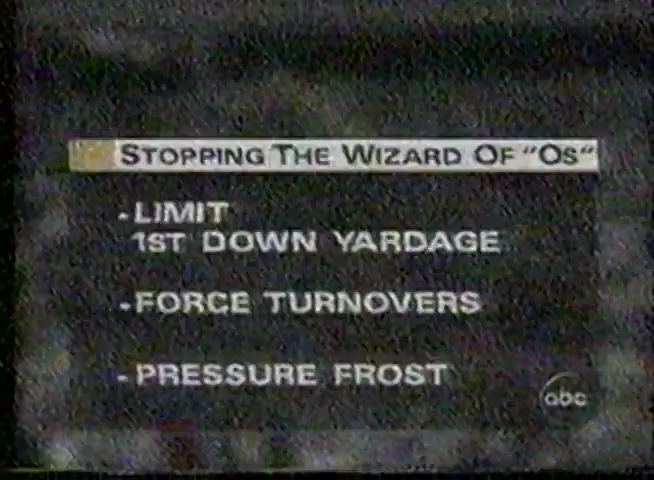 STOPPING THE WIZARD OF "OS"
-LIMIT
1ST DOWN YARDAGE
-FORCE TURNOVERS
-PRESSURE FROST
abc